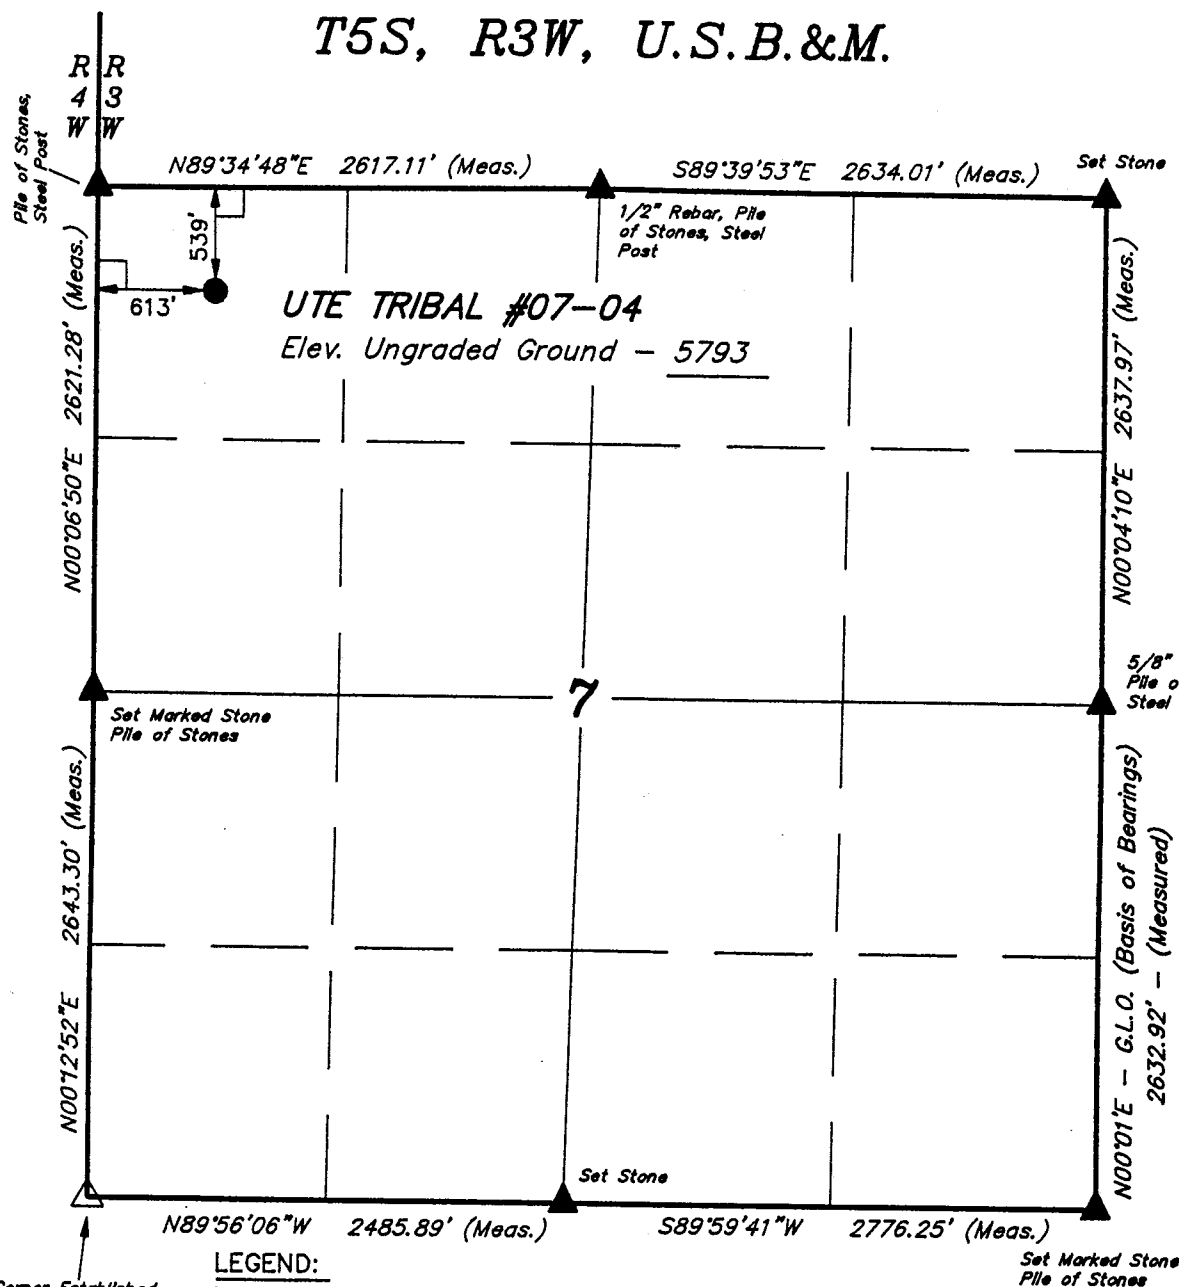 T5S, R3W, U.S.B.&M.
R R
4 3
W W
Pile of Stones,
Steel Post
N89°34'48"E 2617.11' (Meas.)
S89°39'53"E 2634.01' (Meas.)
Set Stone
1/2" Rebar, Pile
of Stones, Steel
Post
539'
613'
UTE TRIBAL #07-04
Elev. Ungraded Ground - 5793
N00°06'50"E 2621.28' (Meas.)
N00°04'10"E 2637.97' (Meas.)
5/8"
Pile o
Steel
7
Set Marked Stone
Pile of Stones
N00°12'52"E 2643.30' (Meas.)
N00°01'E - G.L.O. (Basis of Bearings)
2632.92' - (Measured)
Set Stone
N89°56'06"W 2485.89' (Meas.)
S89°59'41"W 2776.25' (Meas.)
Set Marked Stone
Pile of Stones
LEGEND:
Corner Established